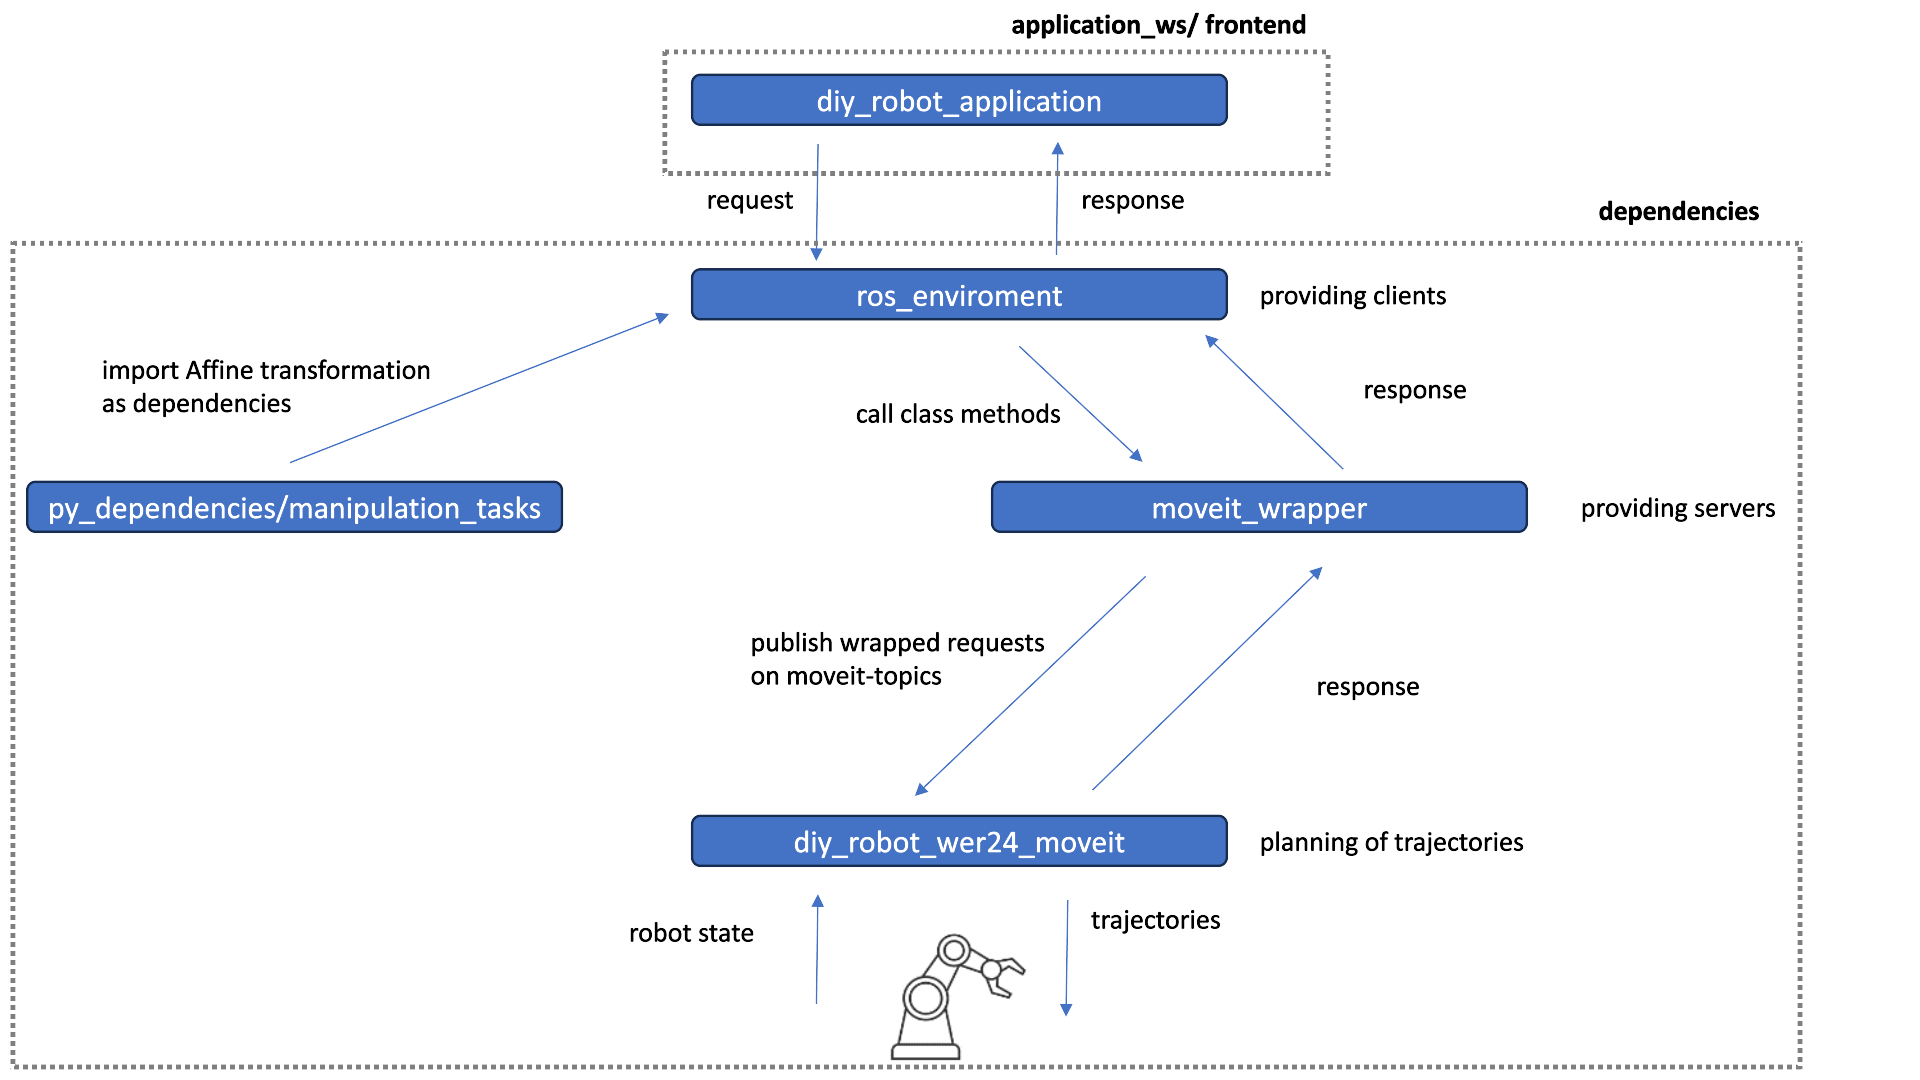 application_ws/ frontend
diy_robot_application
request
response
dependencies
ros_enviroment
providing clients
import Affine transformation
as dependencies
call class methods
response
py_dependencies/manipulation_tasks
moveit_wrapper
providing servers
publish wrapped requests
on moveit-topics
response
diy_robot_wer24_moveit
planning of trajectories
robot state
trajectories